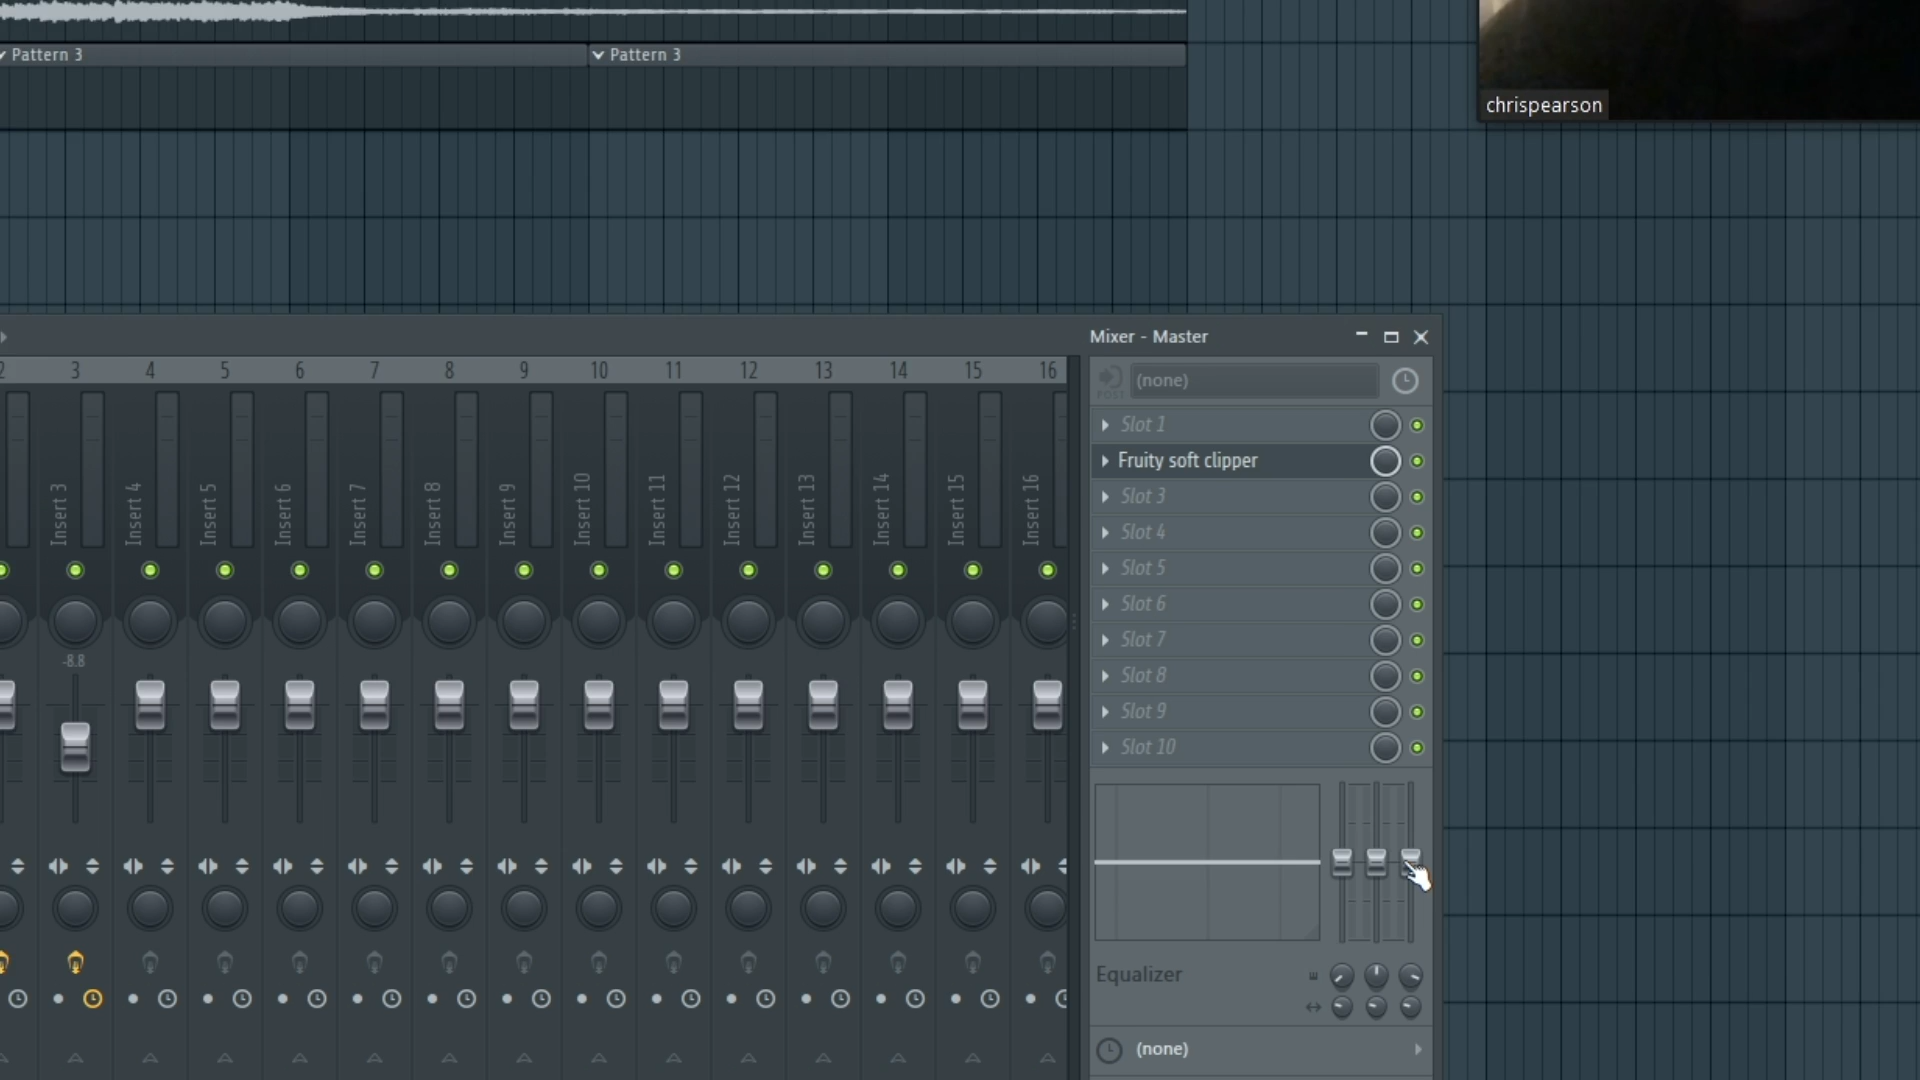 Pattern 3
Pattern 3
chrispearson
Mixer - Master
2 3 4 5 6 7 8 9 10 11 12 13 14 15 16
(none)
POST
Slot 1
Fruity soft clipper
Slot 3
Slot 4
Slot 5
Slot 6
Slot 7
Slot 8
Slot 9
Slot 10
Insert 3
Insert 4
Insert 5
Insert 6
Insert 7
Insert 8
Insert 9
Insert 10
Insert 11
Insert 12
Insert 13
Insert 14
Insert 15
Insert 16
-8.8
Equalizer
(none)